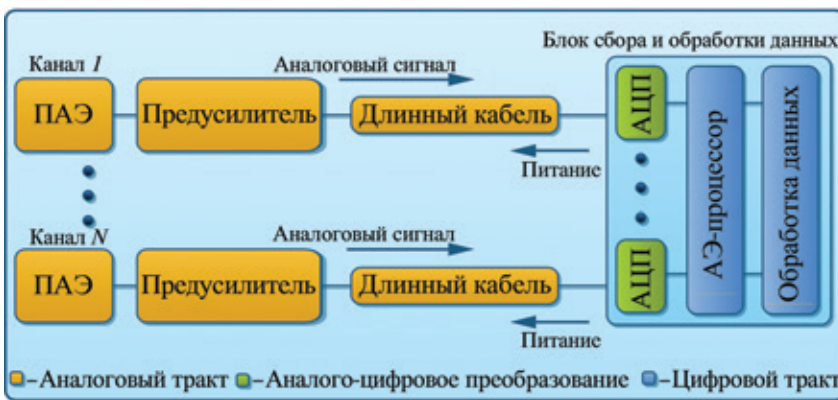 Блок сбора и обработки данных
Канал 1
Аналоговый сигнал
ПАЭ
Предусилитель
Длинный кабель
АЦП
АЭ-процессор
Обработка данных
Питание
Канал N
Аналоговый сигнал
ПАЭ
Предусилитель
Длинный кабель
АЦП
Питание
–Аналоговый тракт
–Аналого-цифровое преобразование
–Цифровой тракт